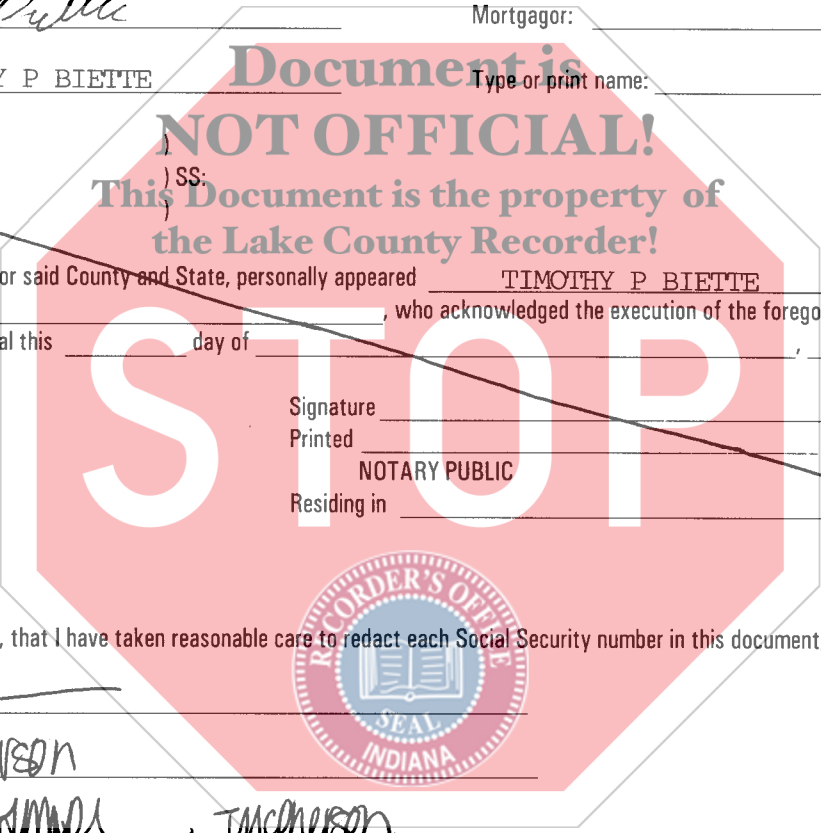 Mortgagor:
Y P BIETTE Type or print name:
Document is
NOT OFFICIAL!
This Document is the property of
the Lake County Recorder!
)
) SS:
)
or said County and State, personally appeared TIMOTHY P BIETTE
, who acknowledged the execution of the forego
al this day of ,
STOP
Signature
Printed
NOTARY PUBLIC
Residing in
RECORDER'S OFFICE
SEAL
INDIANA
, that I have taken reasonable care to redact each Social Security number in this document